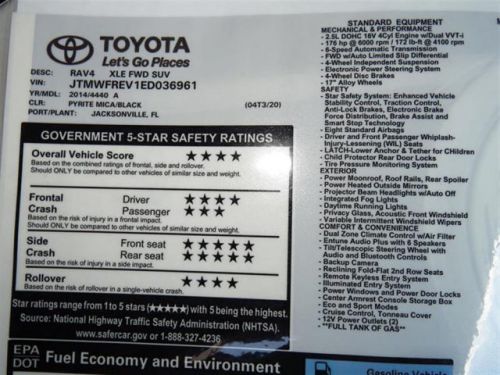 TOYOTA
Let's Go Places
DESC: RAV4 XLE FWD SUV
VIN: JTMWFREV1ED036961
YR/MDL: 2014/4440 A
CLR: PYRITE MICA/BLACK (04T3/20)
PORT/PLANT: JACKSONVILLE, FL
GOVERNMENT 5-STAR SAFETY RATINGS
Overall Vehicle Score ★★★★
Based on the combined ratings of frontal, side and rollover.
Should ONLY be compared to other vehicles of similar size and weight.
Frontal Driver ★★★★
Crash Passenger ★★★
Based on the risk of injury in a frontal impact.
Should ONLY be compared to other vehicles of similar size and weight.
Side Front seat ★★★★★
Crash Rear seat ★★★★★
Based on the risk of injury in a side impact.
Rollover ★★★★
Based on the risk of rollover in a single-vehicle crash.
Star ratings range from 1 to 5 stars (★★★★★) with 5 being the highest.
Source: National Highway Traffic Safety Administration (NHTSA).
www.safercar.gov or 1-888-327-4236
EPA
DOT
Fuel Economy and Environment
Gasoline Vehicle
STANDARD EQUIPMENT
MECHANICAL & PERFORMANCE
- 2.5L DOHC 16V 4Cyl Engine w/Dual VVT-i
- 176 hp @ 6000 rpm / 172 lb-ft @ 4100 rpm
- 6-Speed Automatic Transmission
- FWD w/Auto Limited Slip Differential
- 4-Wheel Independent Suspension
- Electronic Power Steering System
- 4-Wheel Disc Brakes
- 17" Alloy Wheels
SAFETY
- Star Safety System: Enhanced Vehicle
Stability Control, Traction Control,
Anti-Lock Brakes, Electronic Brake
Force Distribution, Brake Assist and
Smart Stop Technology
- Eight Standard Airbags
- Driver and Front Passenger Whiplash-
Injury-Lessening (WIL) Seats
- LATCH-Lower Anchor & Tether for Children
- Child Protector Rear Door Locks
- Tire Pressure Monitoring System
EXTERIOR
- Power Moonroof, Roof Rails, Rear Spoiler
- Power Heated Outside Mirrors
- Projector Beam Headlights w/Auto Off
- Integrated Fog Lights
- Daytime Running Lights
- Privacy Glass, Acoustic Front Windshield
- Variable Intermittent Windshield Wipers
COMFORT & CONVENIENCE
- Dual Zone Climate Control w/Air Filter
- Entune Audio Plus with 6 Speakers
- Tilt/Telescopic Steering Wheel with
Audio and Bluetooth Controls
- Backup Camera
- Reclining Fold-Flat 2nd Row Seats
- Remote Keyless Entry System
- Illuminated Entry System
- Power Windows and Power Door Locks
- Center Armrest Console Storage Box
- Eco and Sport Modes
- Cruise Control, Tonneau Cover
- 12V Power Outlets (2)
- **FULL TANK OF GAS**